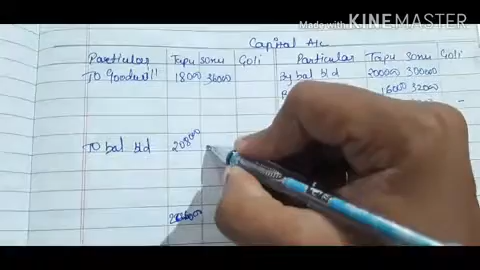 Made with KINEMASTER
Capital A/c
Particular Tapu sonu Goli Particular Tapu sonu Goli
To Goodwill 18000 36000 By bal b/d 200000 300000
16000 32000
To bal b/d 208000